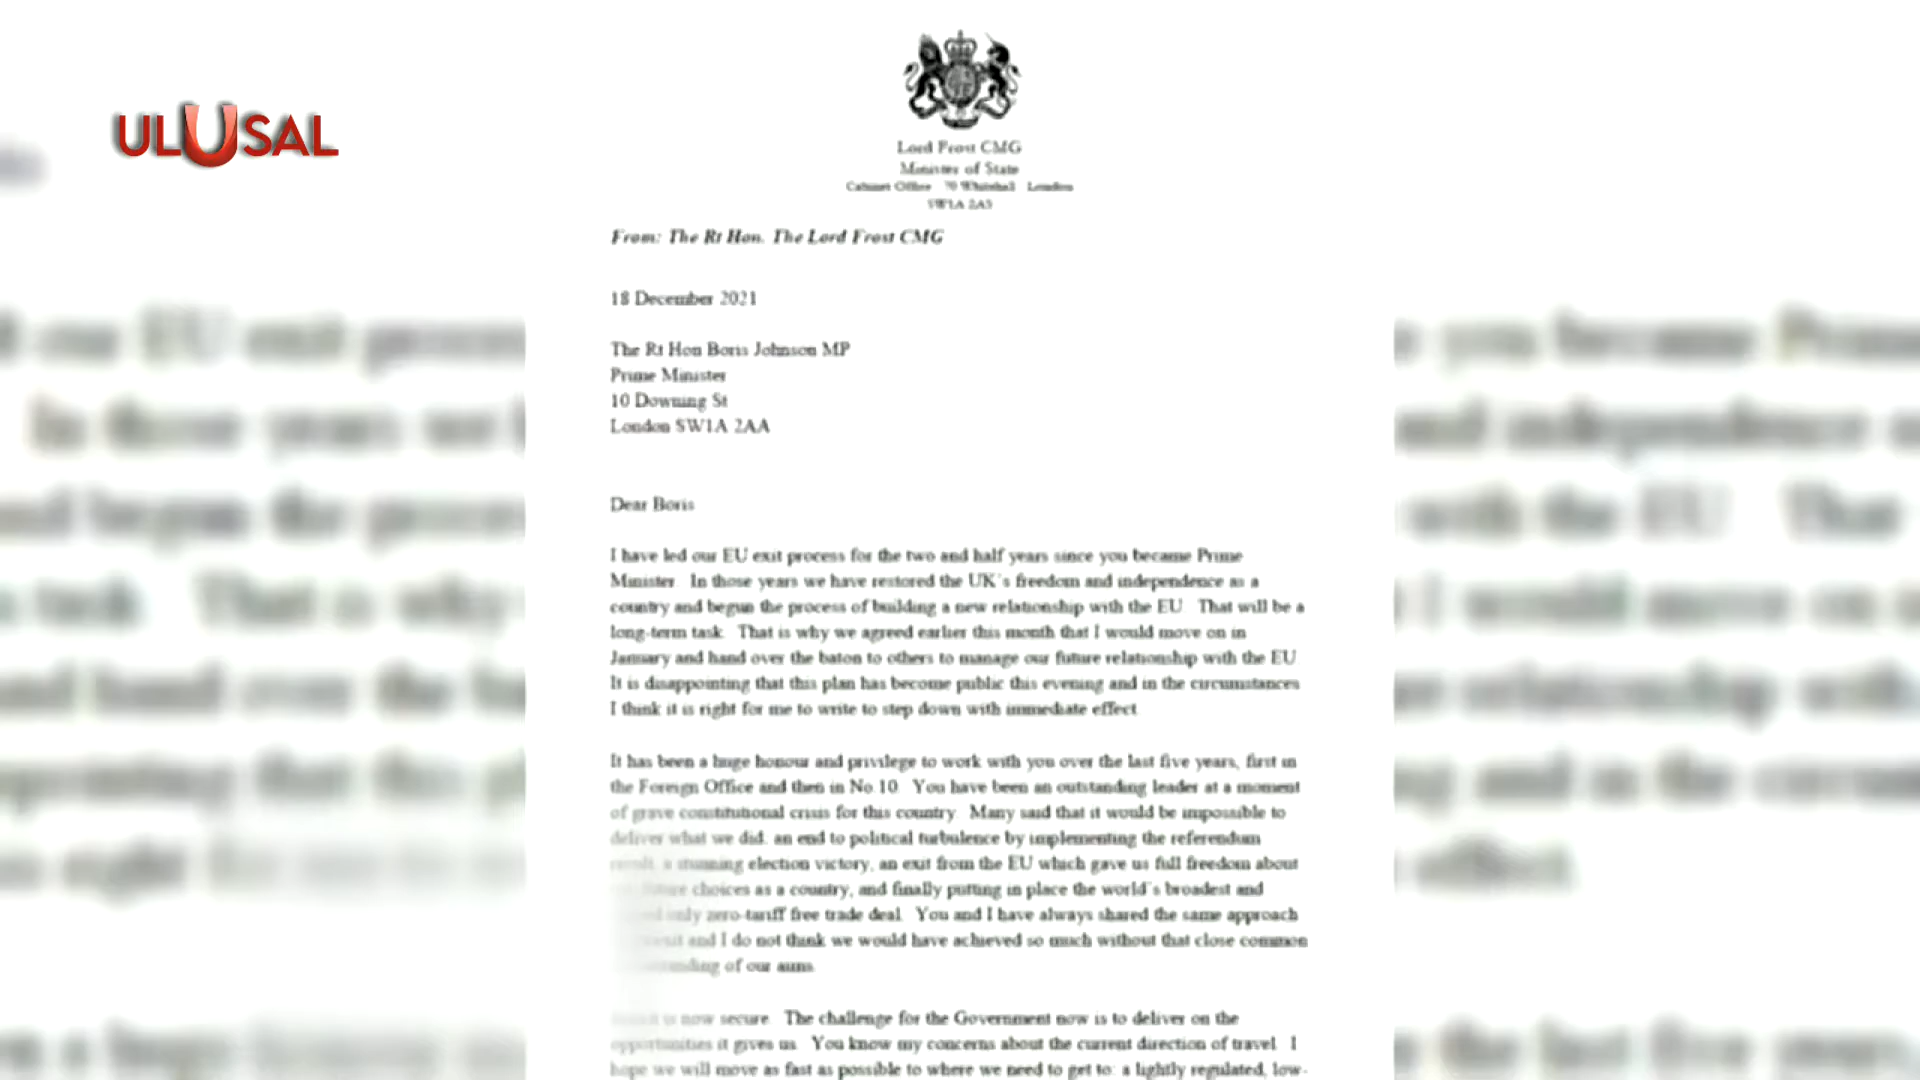 ULUSAL
Lord Frost CMG
Minister of State
Cabinet Office 70 Whitehall London
SW1A 2AS
From: The Rt Hon. The Lord Frost CMG
18 December 2021
The Rt Hon Boris Johnson MP
Prime Minister
10 Downing St
London SW1A 2AA
Dear Boris
I have led our EU exit process for the two and half years since you became Prime
Minister. In those years we have restored the UK's freedom and independence as a
country and begun the process of building a new relationship with the EU. That will be a
long-term task. That is why we agreed earlier this month that I would move on in
January and hand over the baton to others to manage our future relationship with the EU.
It is disappointing that this plan has become public this evening and in the circumstances
I think it is right for me to write to step down with immediate effect.
It has been a huge honour and privilege to work with you over the last five years, first in
the Foreign Office and then in No 10. You have been an outstanding leader at a moment
of grave constitutional crisis for this country. Many said that it would be impossible to
deliver what we did: an end to political turbulence by implementing the referendum
result, a stunning election victory, an exit from the EU which gave us full freedom about
future choices as a country, and finally putting in place the world's broadest and
only zero-tariff free trade deal. You and I have always shared the same approach
and I do not think we would have achieved so much without that close common
of our aims.
is now secure. The challenge for the Government now is to deliver on the
opportunities it gives us. You know my concerns about the current direction of travel. I
hope we will move as fast as possible to where we need to get to: a lightly regulated, low-